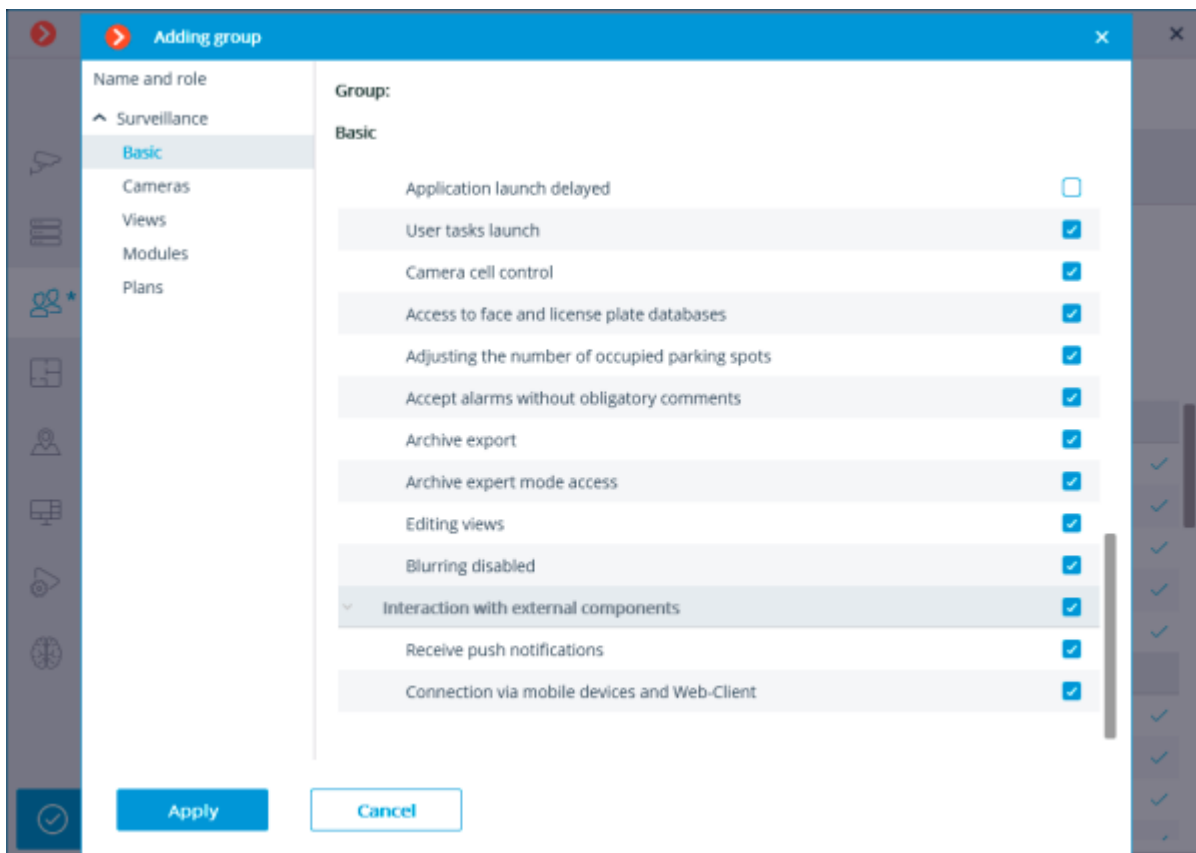 Adding group
Name and role
Surveillance
Basic
Cameras
Views
Modules
Plans
Group:
Basic
Application launch delayed
User tasks launch
Camera cell control
Access to face and license plate databases
Adjusting the number of occupied parking spots
Accept alarms without obligatory comments
Archive export
Archive expert mode access
Editing views
Blurring disabled
Interaction with external components
Receive push notifications
Connection via mobile devices and Web-Client
Apply
Cancel